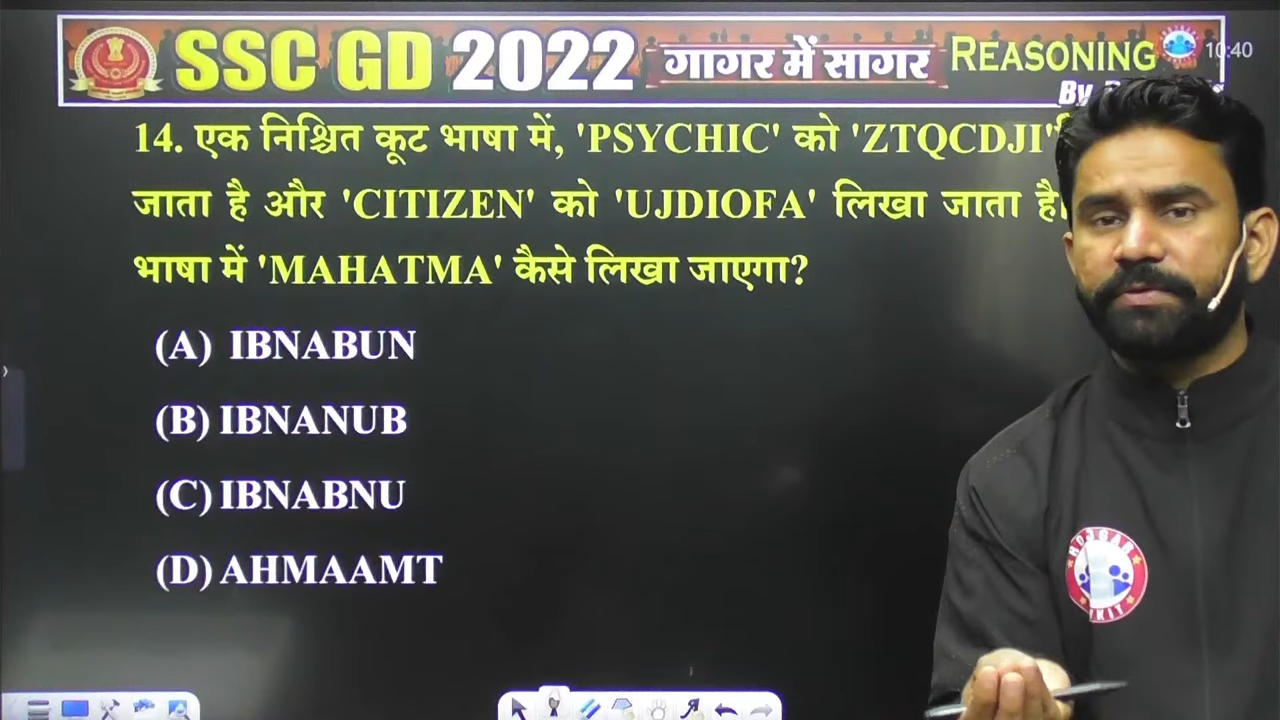 SSC GD 2022 गागर में सागर REASONING
10:40
By
14. एक निश्चित कूट भाषा में, 'PSYCHIC' को 'ZTQCDJI'
जाता है और 'CITIZEN' को 'UJDIOFA' लिखा जाता है।
भाषा में 'MAHATMA' कैसे लिखा जाएगा?
(A) IBNABUN
(B) IBNANUB
(C) IBNABNU
(D) AHMAAMT
ROJGAR